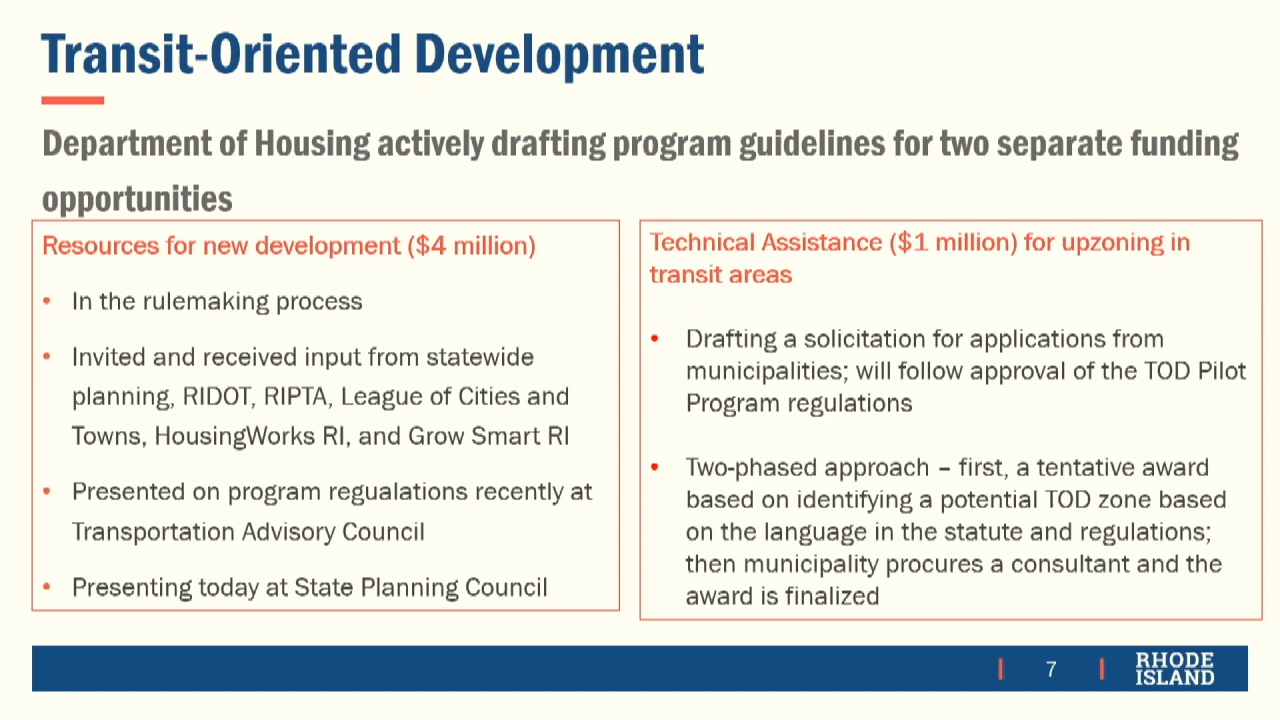 Transit-Oriented Development
Department of Housing actively drafting program guidelines for two separate funding
opportunities
Resources for new development ($4 million)
• In the rulemaking process
• Invited and received input from statewide
planning, RIDOT, RIPTA, League of Cities and
Towns, HousingWorks RI, and Grow Smart RI
• Presented on program regualations recently at
Transportation Advisory Council
• Presenting today at State Planning Council
Technical Assistance ($1 million) for upzoning in
transit areas
• Drafting a solicitation for applications from
municipalities; will follow approval of the TOD Pilot
Program regulations
• Two-phased approach – first, a tentative award
based on identifying a potential TOD zone based
on the language in the statute and regulations;
then municipality procures a consultant and the
award is finalized
7
RHODE
ISLAND